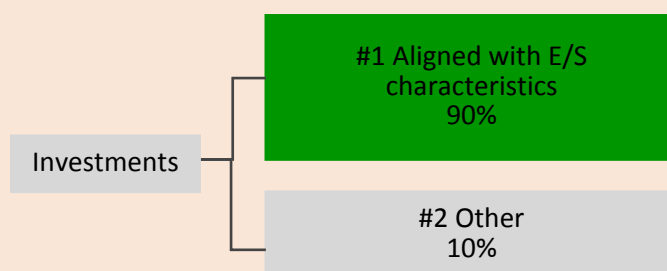 #1 Aligned with E/S
characteristics
90%
Investments
#2 Other
10%